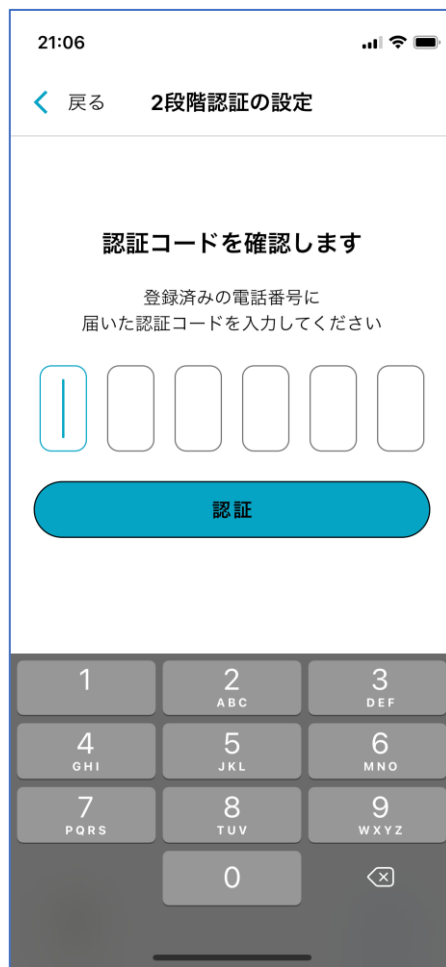 21:06
戻る 2段階認証の設定
認証コードを確認します
登録済みの電話番号に
届いた認証コードを入力してください
認証
1 2 3
ABC DEF
4 5 6
GHI JKL MNO
7 8 9
PQRS TUV WXYZ
0